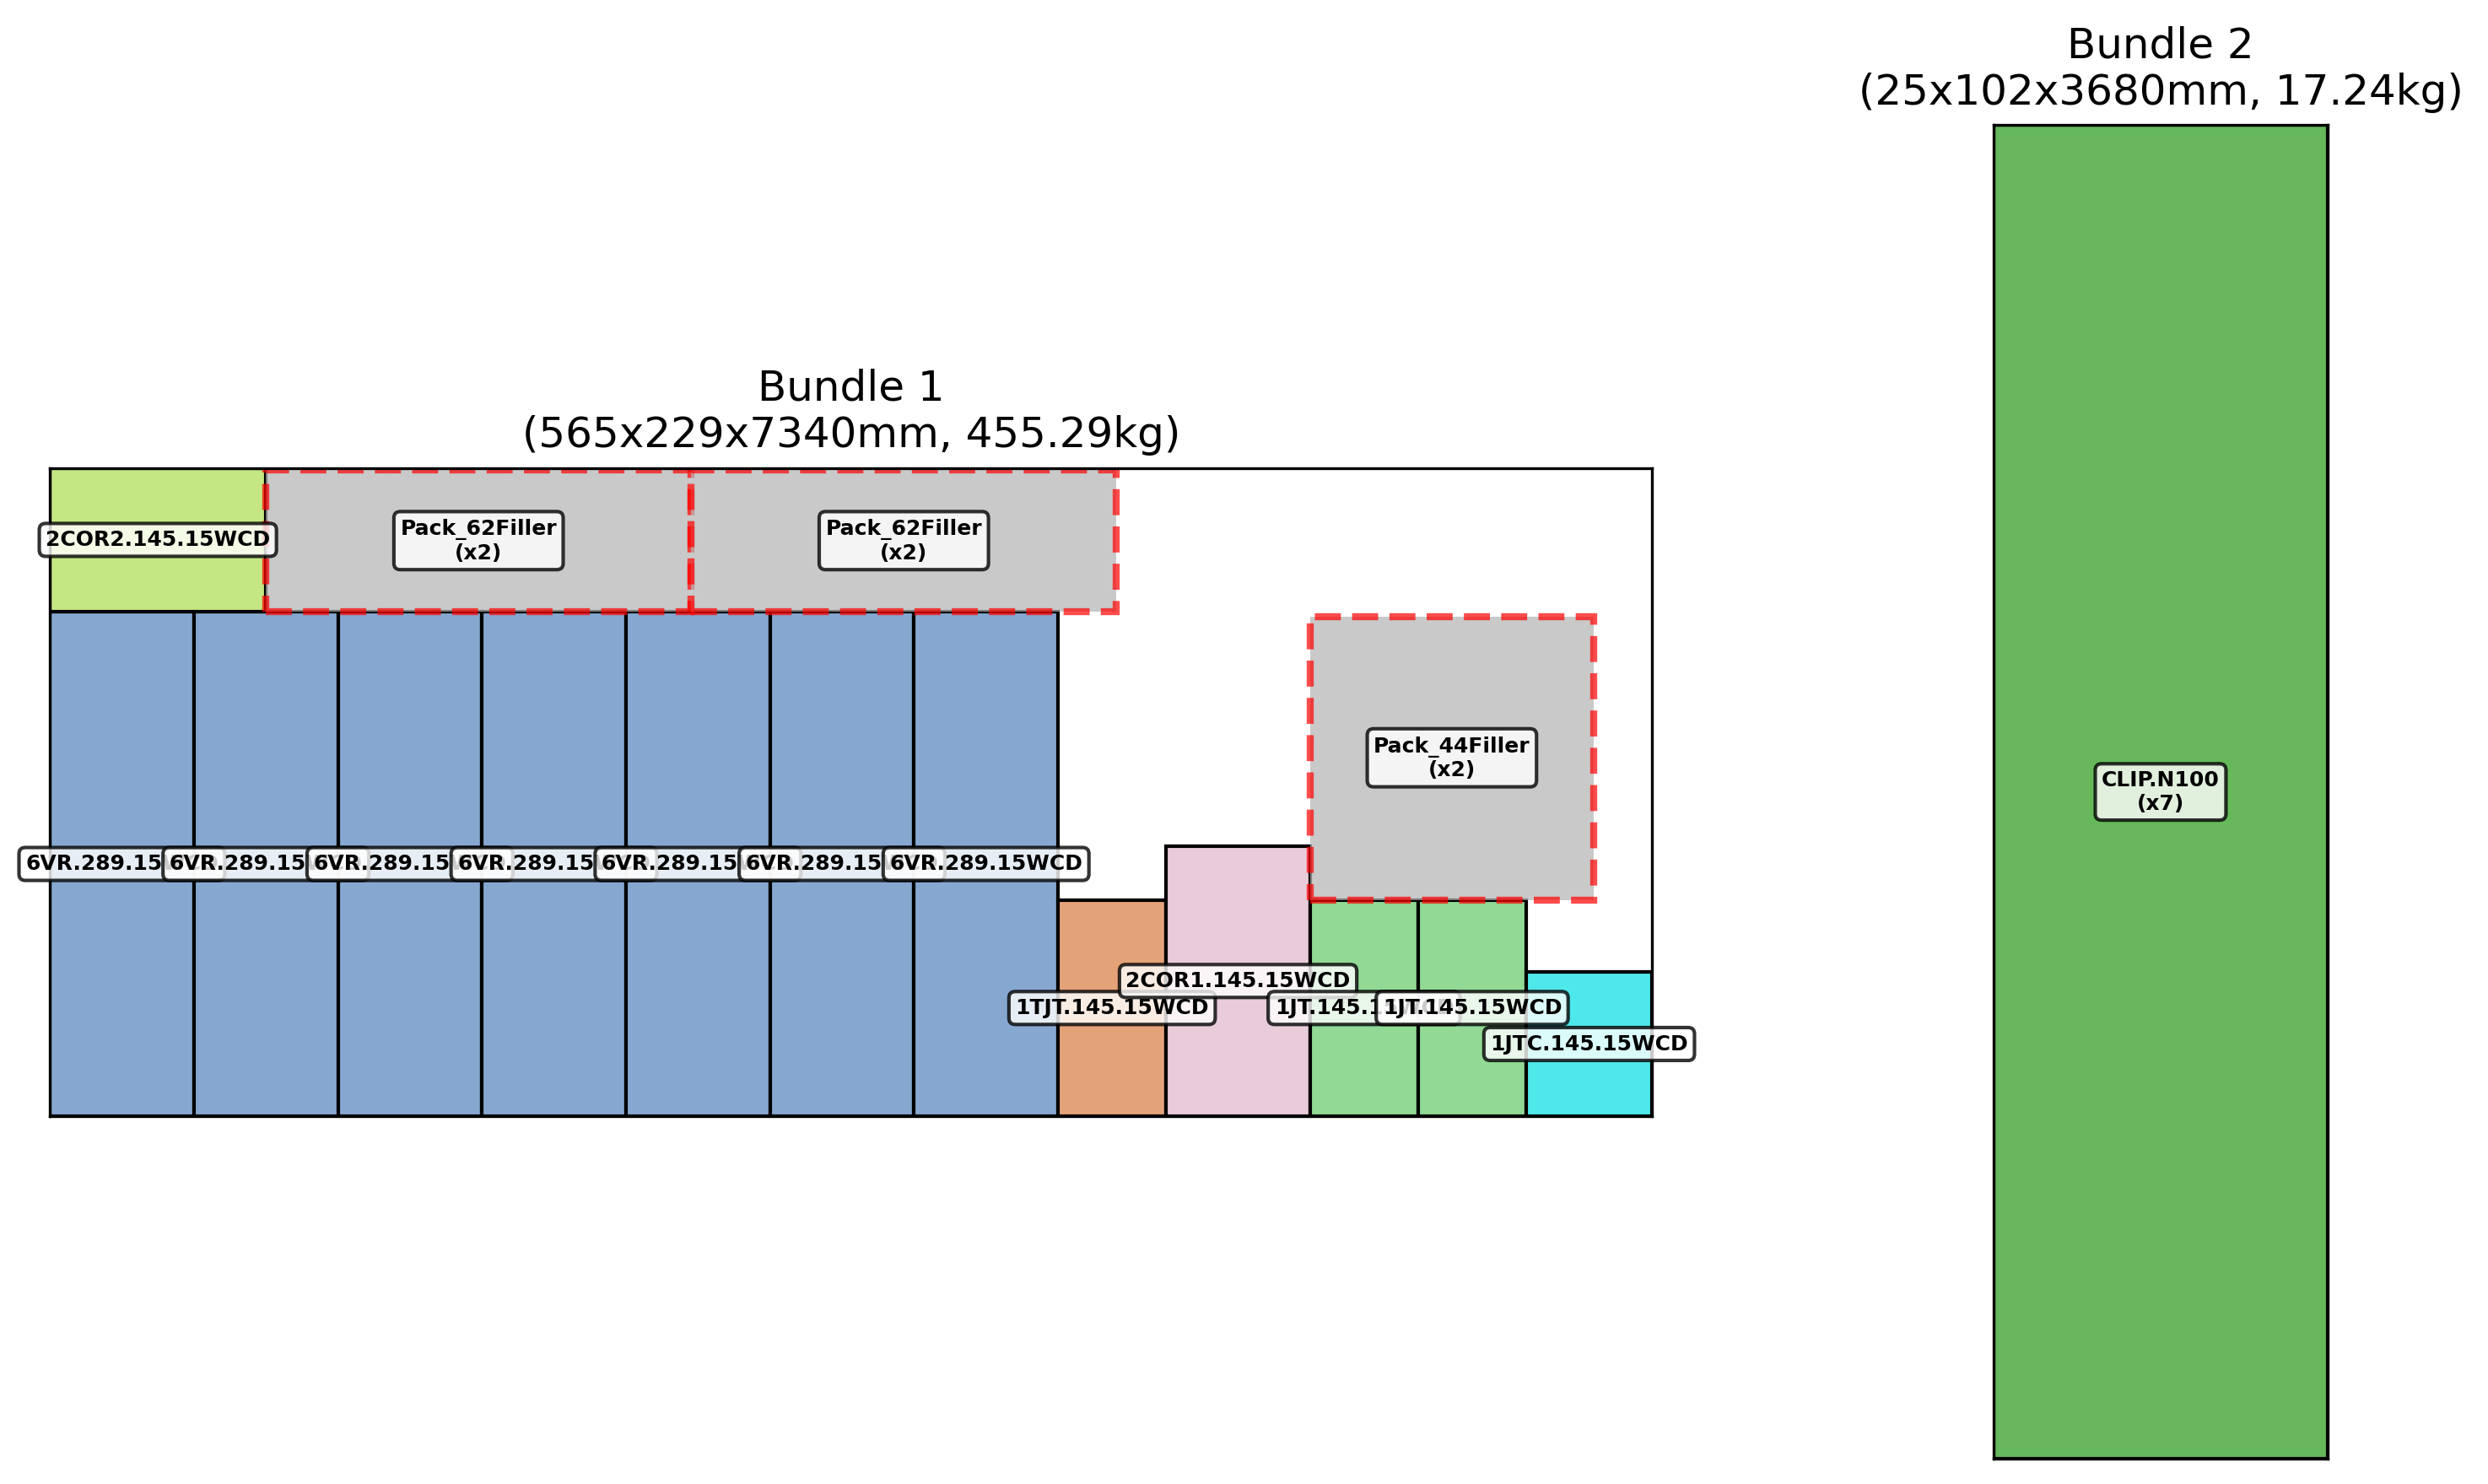 Bundle 1
(565x229x7340mm, 455.29kg)
2COR2.145.15WCD
Pack_62Filler
(x2)
Pack_62Filler
(x2)
Pack_44Filler
(x2)
6VR.289.15
6VR.289.15
6VR.289.15
6VR.289.15
6VR.289.15
6VR.289.15
6VR.289.15WCD
2COR1.145.15WCD
1TJT.145.15WCD
1JT.145.1
1JT.145.15WCD
1JTC.145.15WCD
Bundle 2
(25x102x3680mm, 17.24kg)
CLIP.N100
(x7)